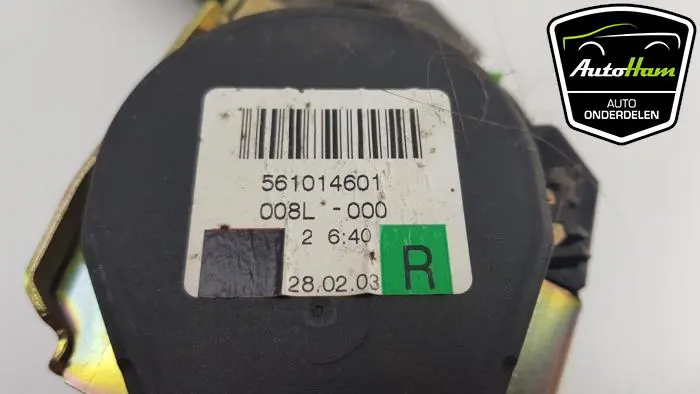 AutoHam
AUTO
ONDERDELEN
561014601
008L -000
2 6:40
R
28.02.03